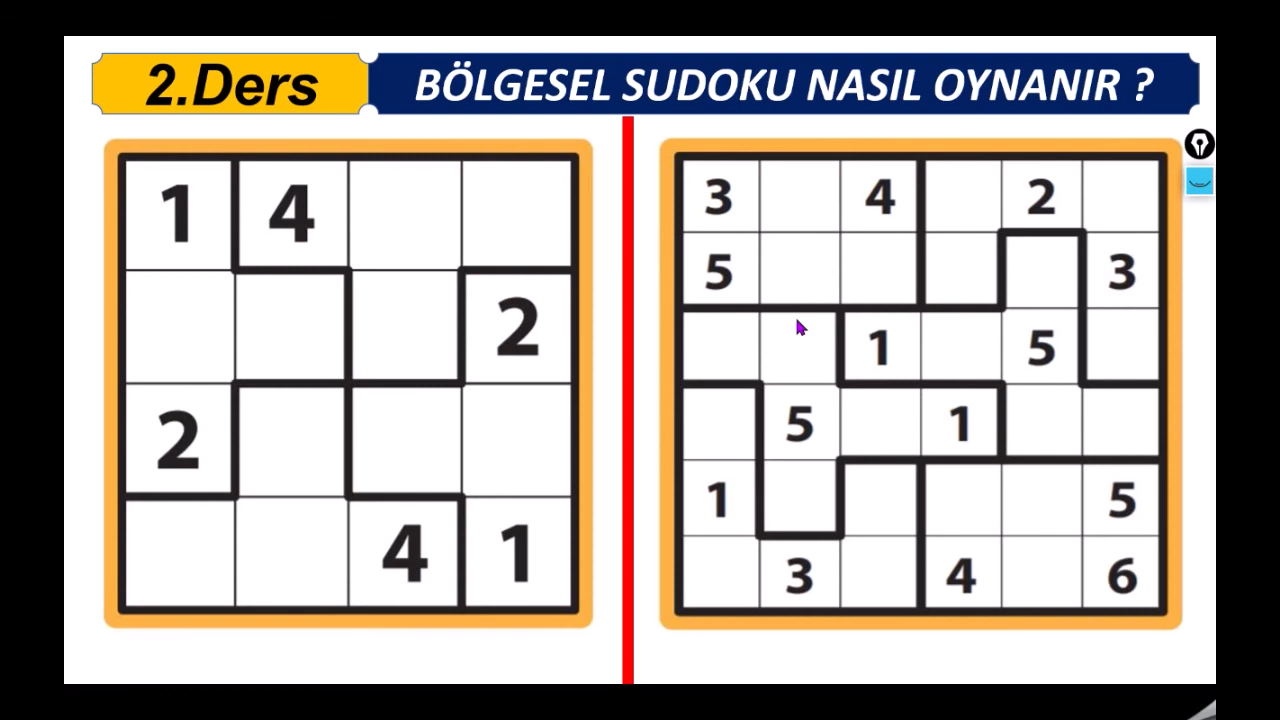 2.Ders
BÖLGESEL SUDOKU NASIL OYNANIR ?
1 4
2
2
4 1
3 4 2
5 3
1 5
5 1
1 5
3 4 6